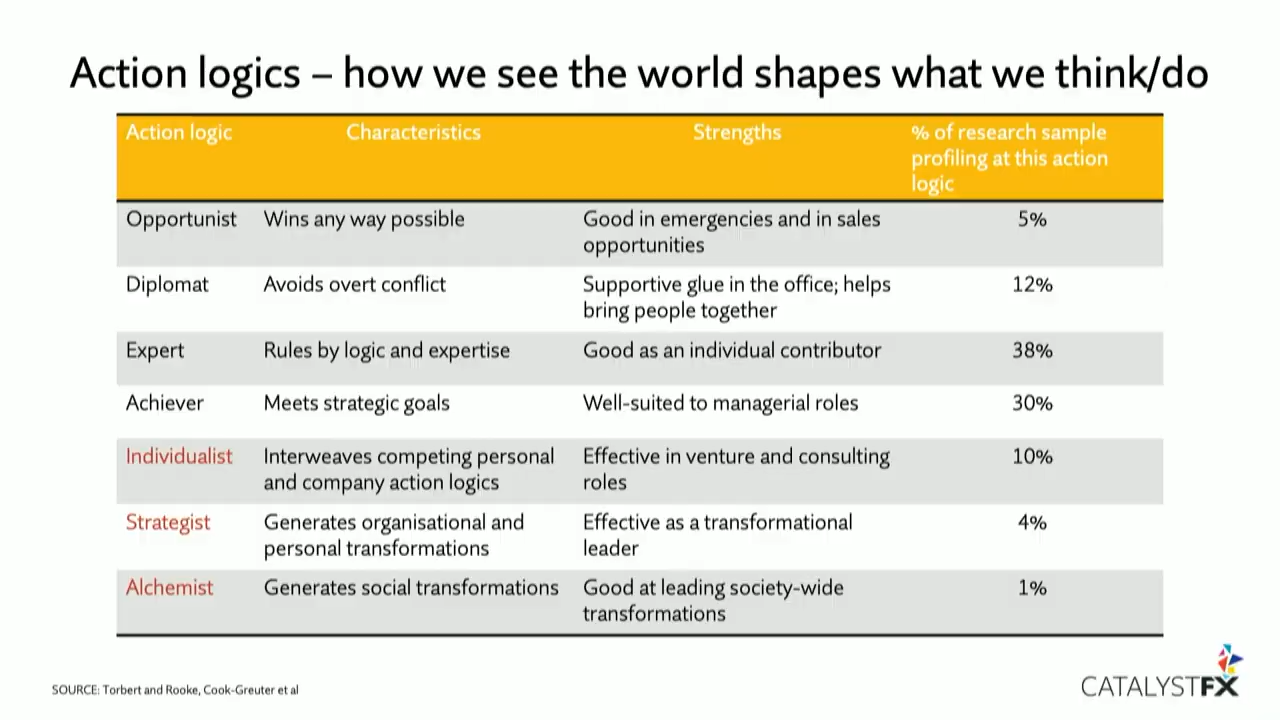 Action logics – how we see the world shapes what we think/do
Action logic Characteristics Strengths % of research sample
profiling at this action
logic
Opportunist Wins any way possible Good in emergencies and in sales 5%
opportunities
Diplomat Avoids overt conflict Supportive glue in the office; helps 12%
bring people together
Expert Rules by logic and expertise Good as an individual contributor 38%
Achiever Meets strategic goals Well-suited to managerial roles 30%
Individualist Interweaves competing personal Effective in venture and consulting 10%
and company action logics roles
Strategist Generates organisational and Effective as a transformational 4%
personal transformations leader
Alchemist Generates social transformations Good at leading society-wide 1%
transformations
SOURCE: Torbert and Rooke, Cook-Greuter et al
CATALYSTFX